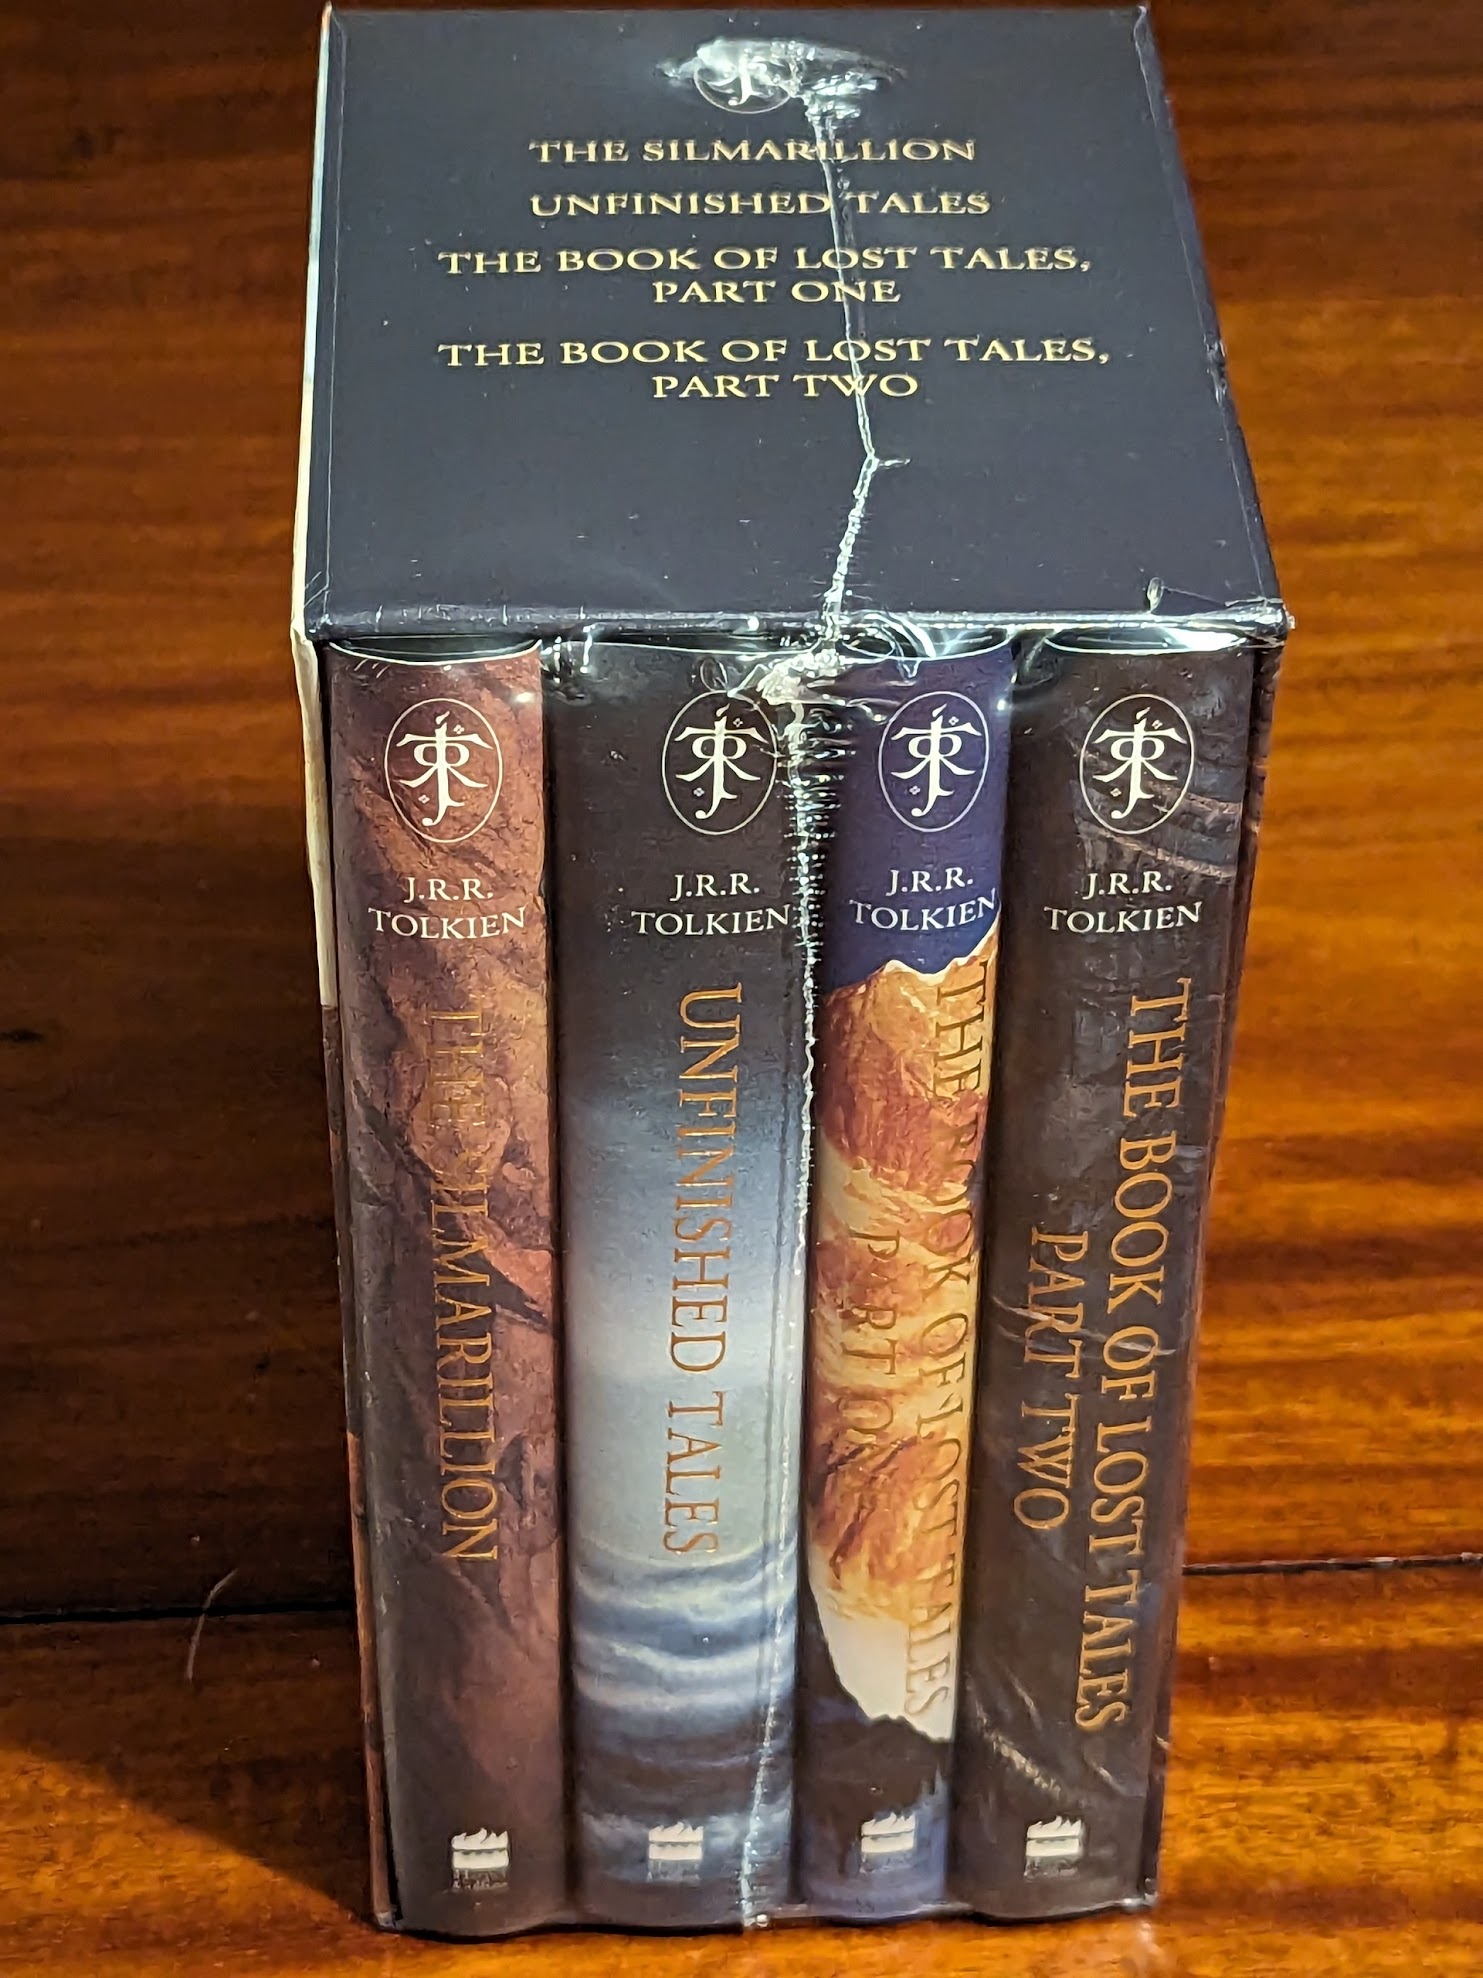 THE SILMARILLION
UNFINISHED TALES
THE BOOK OF LOST TALES,
PART ONE
THE BOOK OF LOST TALES,
PART TWO
J.R.R.
TOLKIEN
THE SILMARILLION
J.R.R.
TOLKIEN
UNFINISHED TALES
J.R.R.
TOLKIEN
THE BOOK OF LOST TALES
PART
J.R.R.
TOLKIEN
THE BOOK OF LOST TALES
PART TWO